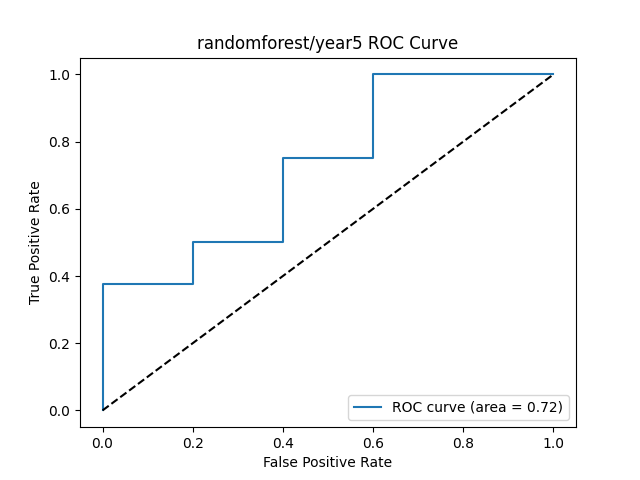 randomforest/year5 ROC Curve
True Positive Rate
1.0
0.8
0.6
0.4
0.2
0.0
ROC curve (area = 0.72)
0.0 0.2 0.4 0.6 0.8 1.0
False Positive Rate